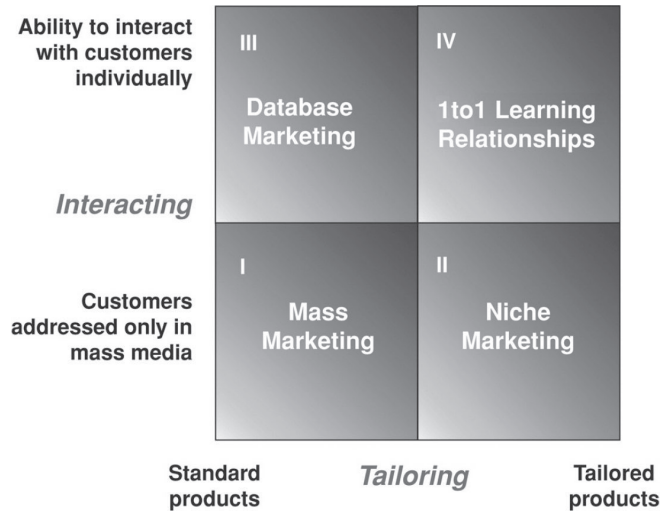 Ability to interact
with customers
individually
III
Database
Marketing
IV
1to1 Learning
Relationships
Interacting
Customers
addressed only in
mass media
I
Mass
Marketing
II
Niche
Marketing
Standard
products
Tailoring
Tailored
products